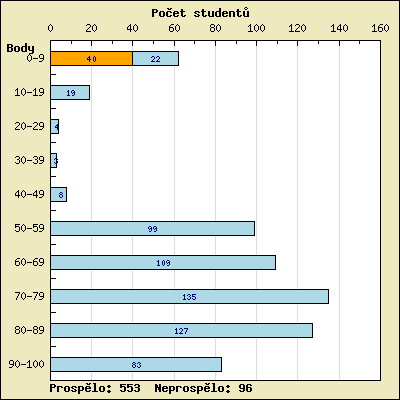 Počet studentů
0 20 40 60 80 100 120 140 160
Body
0-9 40 22
10-19 19
20-29 4
30-39 3
40-49 8
50-59 99
60-69 109
70-79 135
80-89 127
90-100 83
Prospělo: 553 Neprospělo: 96